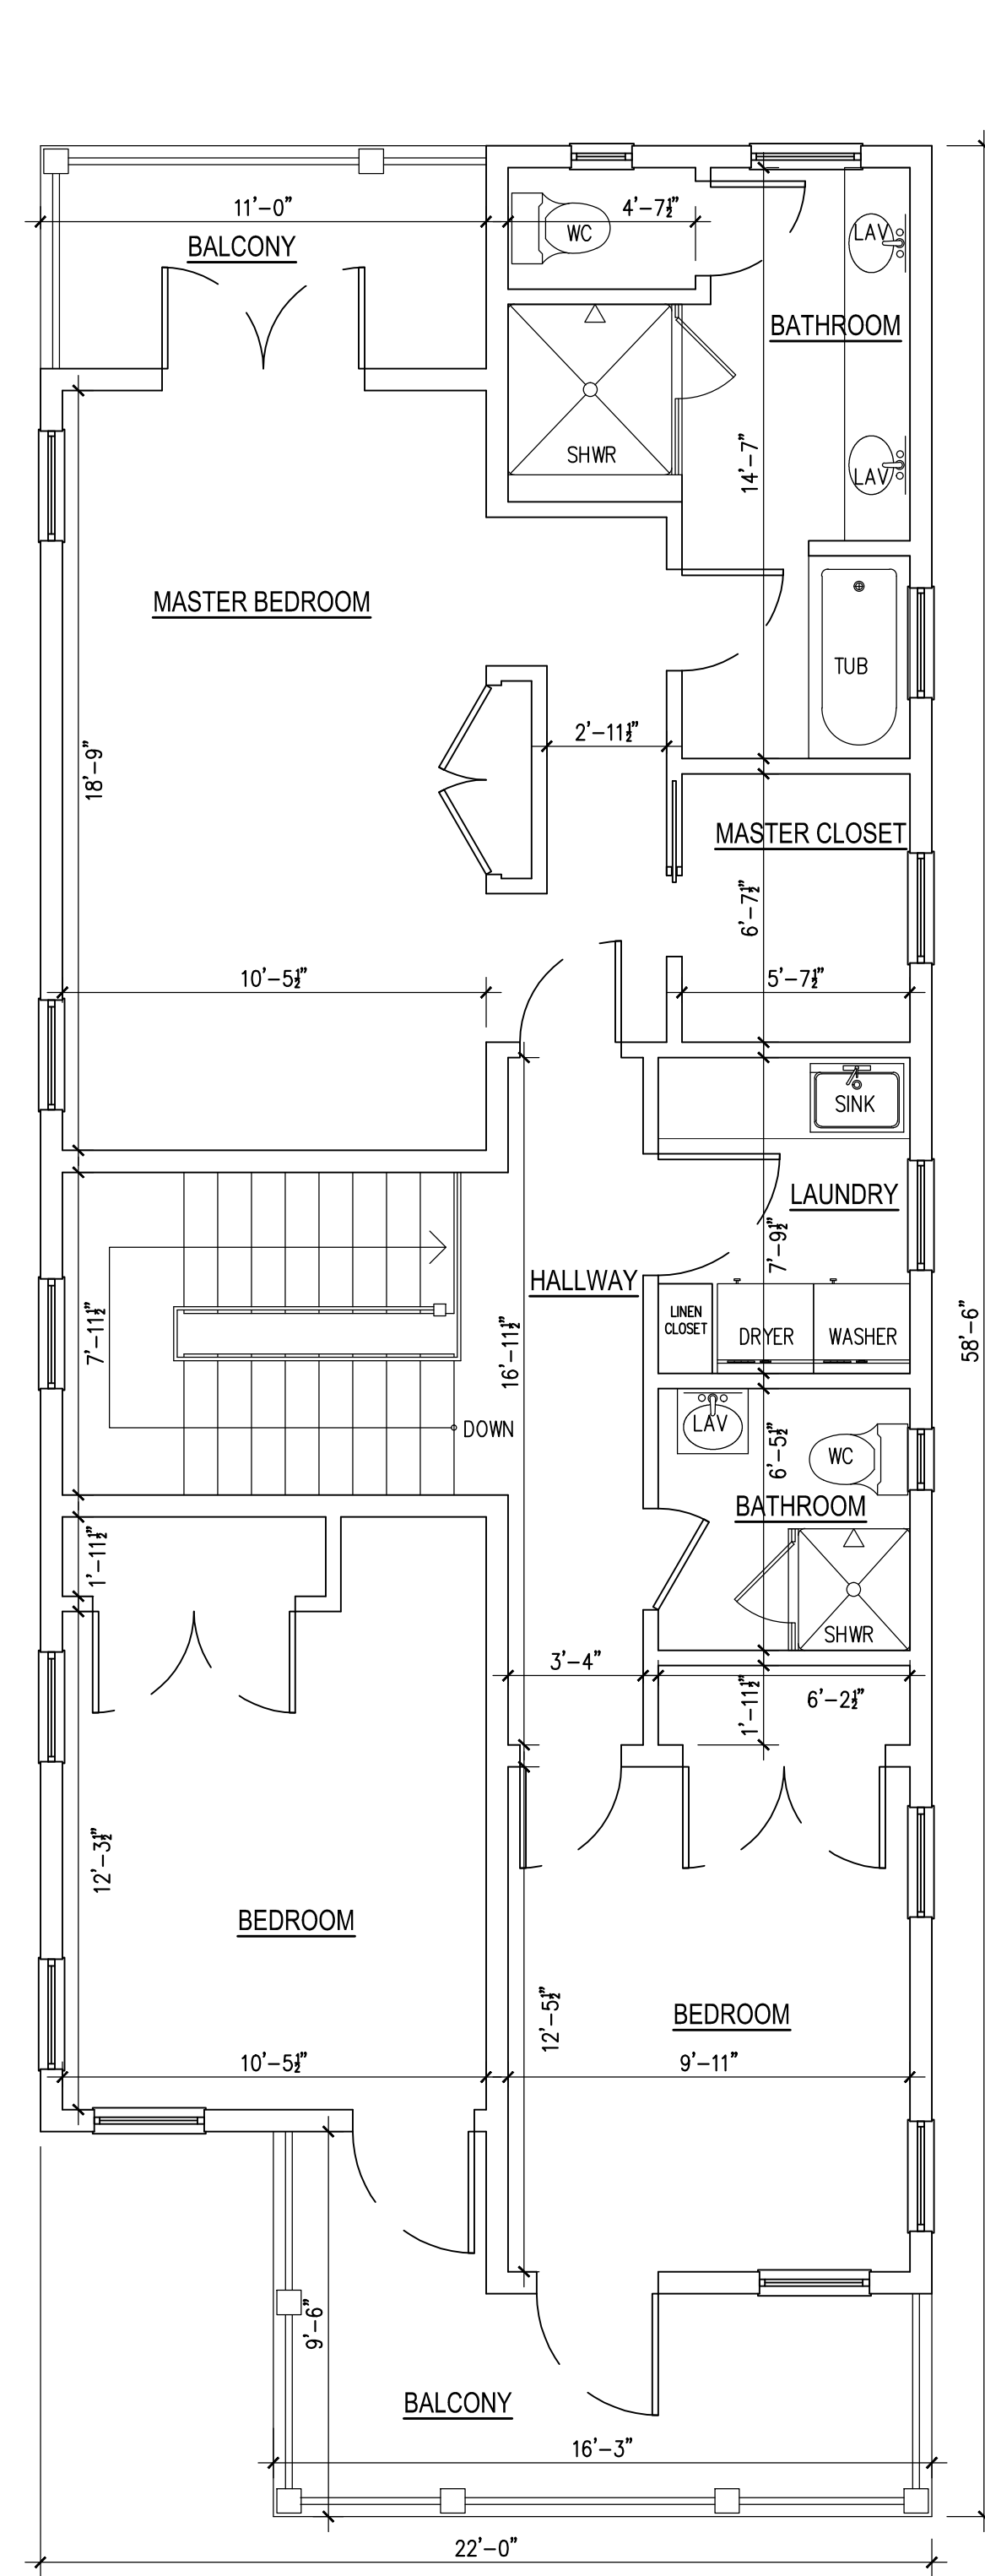 11'-0"
4'-7½"
WC
LAV
BALCONY
BATHROOM
SHWR
14'-7"
LAV
MASTER BEDROOM
TUB
2'-11½"
18'-9"
MASTER CLOSET
6'-7½"
10'-5½"
5'-7½"
SINK
LAUNDRY
7'-9½"
HALLWAY
LINEN
CLOSET
DRYER
WASHER
7'-11½"
16'-11½"
58'-6"
DOWN
LAV
6'-5½"
WC
BATHROOM
1'-11½"
SHWR
3'-4"
1'-11½"
6'-2½"
12'-3½"
BEDROOM
12'-5½"
BEDROOM
10'-5½"
9'-11"
9'-6"
BALCONY
16'-3"
22'-0"